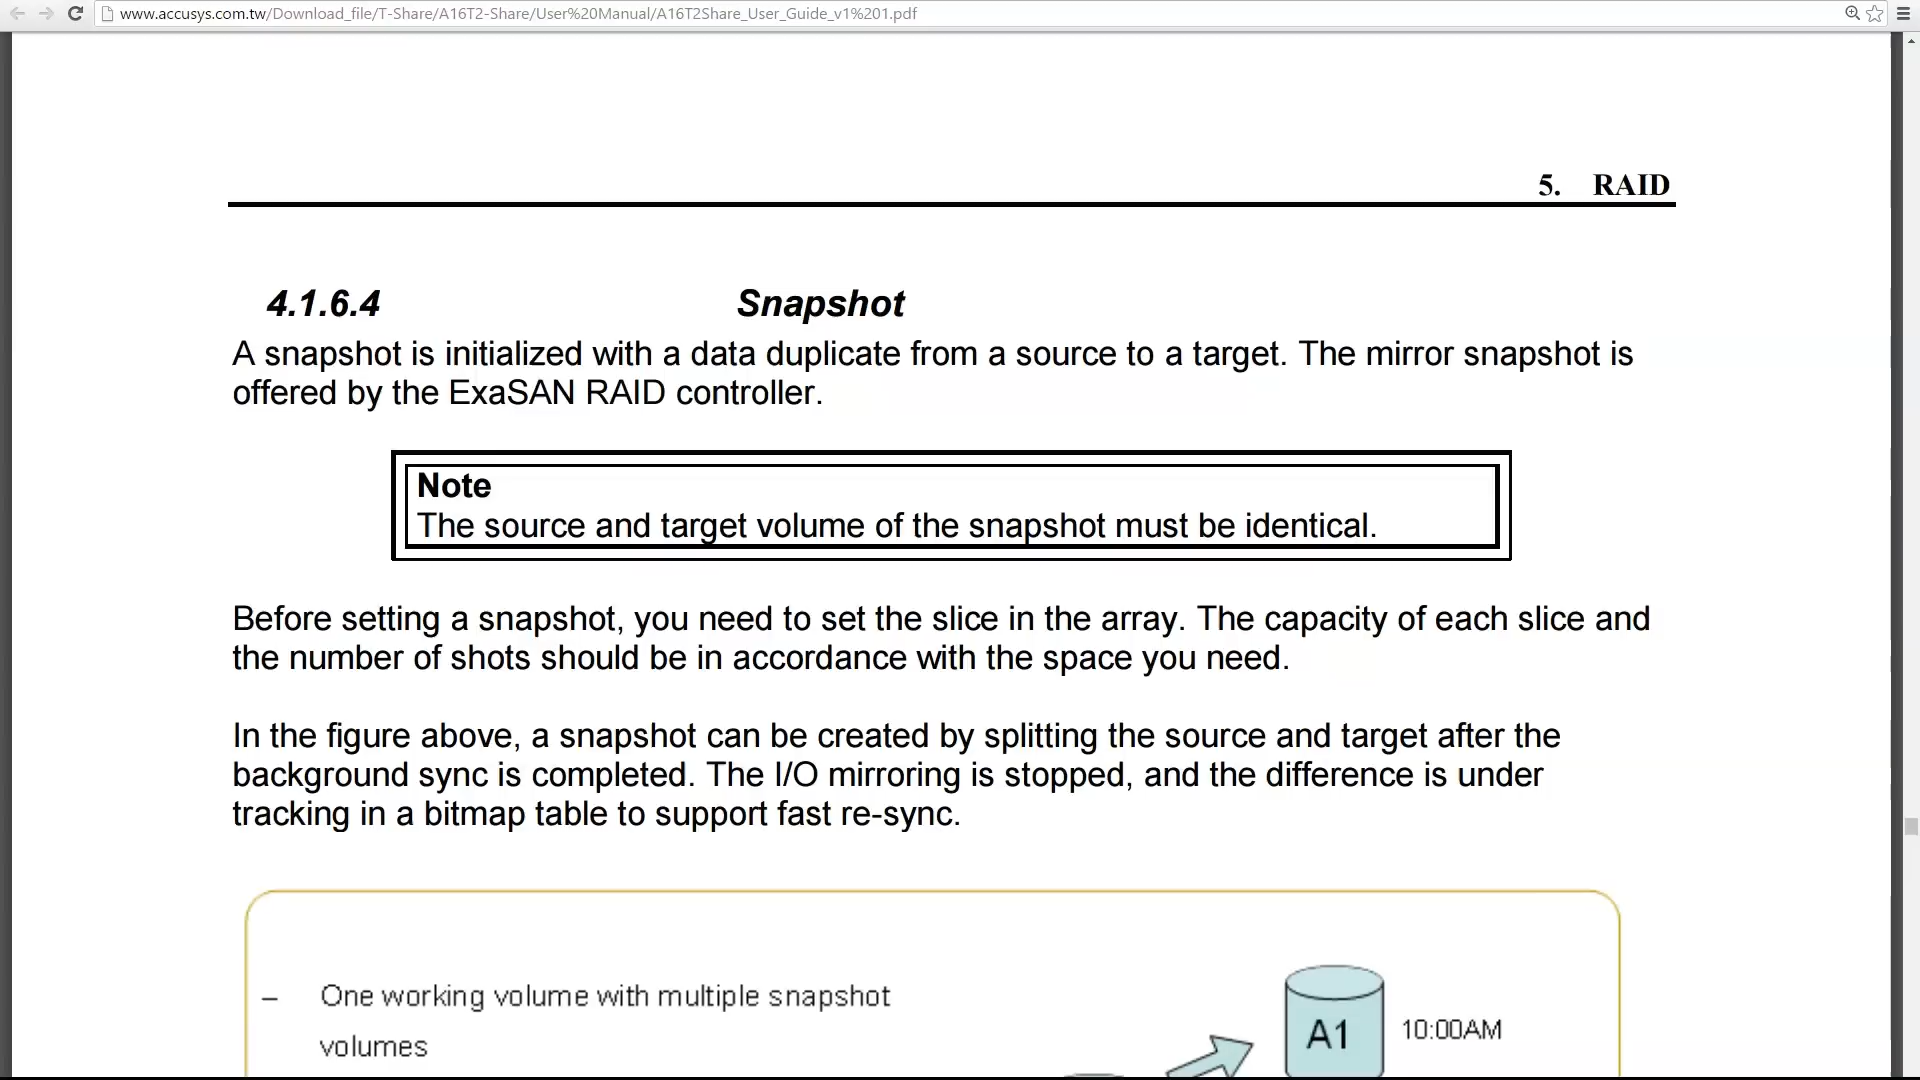 www.accusys.com.tw/Download_file/T-Share/A16T2-Share/User%20Manual/A16T2Share_User_Guide_v1%201.pdf
5. RAID
4.1.6.4 Snapshot
A snapshot is initialized with a data duplicate from a source to a target. The mirror snapshot is
offered by the ExaSAN RAID controller.
Note
The source and target volume of the snapshot must be identical.
Before setting a snapshot, you need to set the slice in the array. The capacity of each slice and
the number of shots should be in accordance with the space you need.
In the figure above, a snapshot can be created by splitting the source and target after the
background sync is completed. The I/O mirroring is stopped, and the difference is under
tracking in a bitmap table to support fast re-sync.
– One working volume with multiple snapshot
volumes
A1 10:00AM